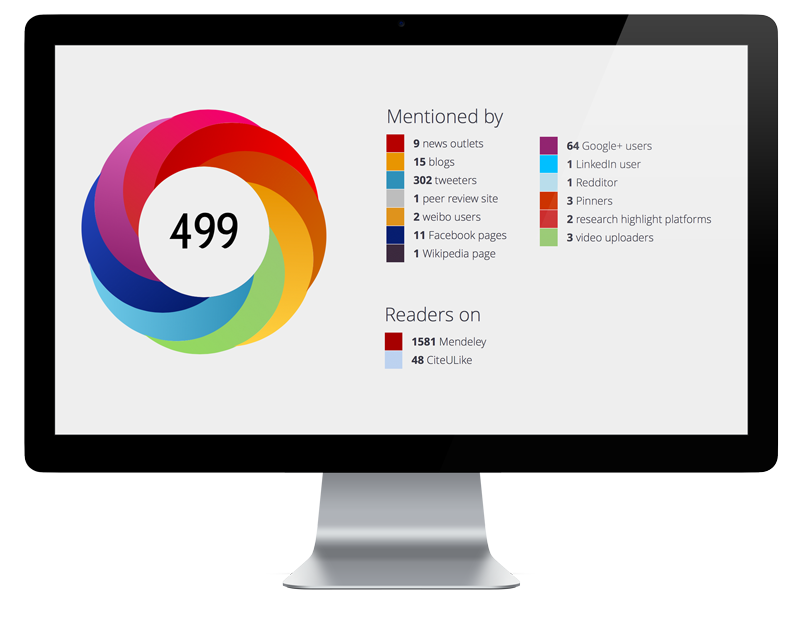 499
Mentioned by
9 news outlets
15 blogs
302 tweeters
1 peer review site
2 weibo users
11 Facebook pages
1 Wikipedia page
64 Google+ users
1 LinkedIn user
1 Redditor
3 Pinners
2 research highlight platforms
3 video uploaders
Readers on
1581 Mendeley
48 CiteULike